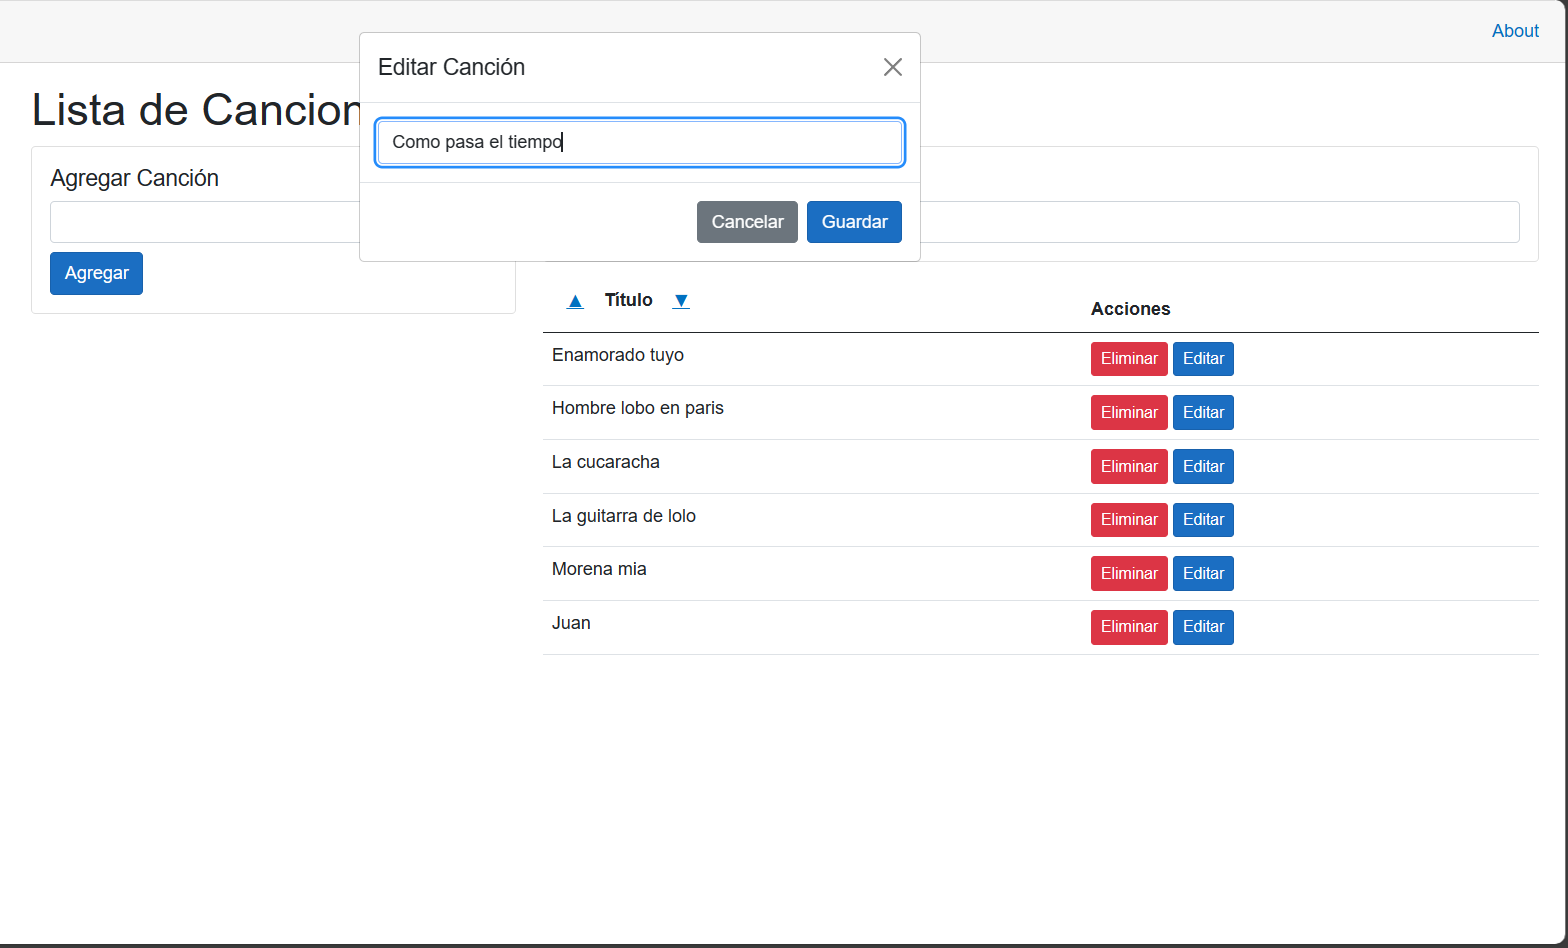 About
Editar Canción
Lista de Cancion
Como pasa el tiempo
Agregar Canción
Cancelar Guardar
Agregar
▲ Título ▼ Acciones
Enamorado tuyo Eliminar Editar
Hombre lobo en paris Eliminar Editar
La cucaracha Eliminar Editar
La guitarra de lolo Eliminar Editar
Morena mia Eliminar Editar
Juan Eliminar Editar